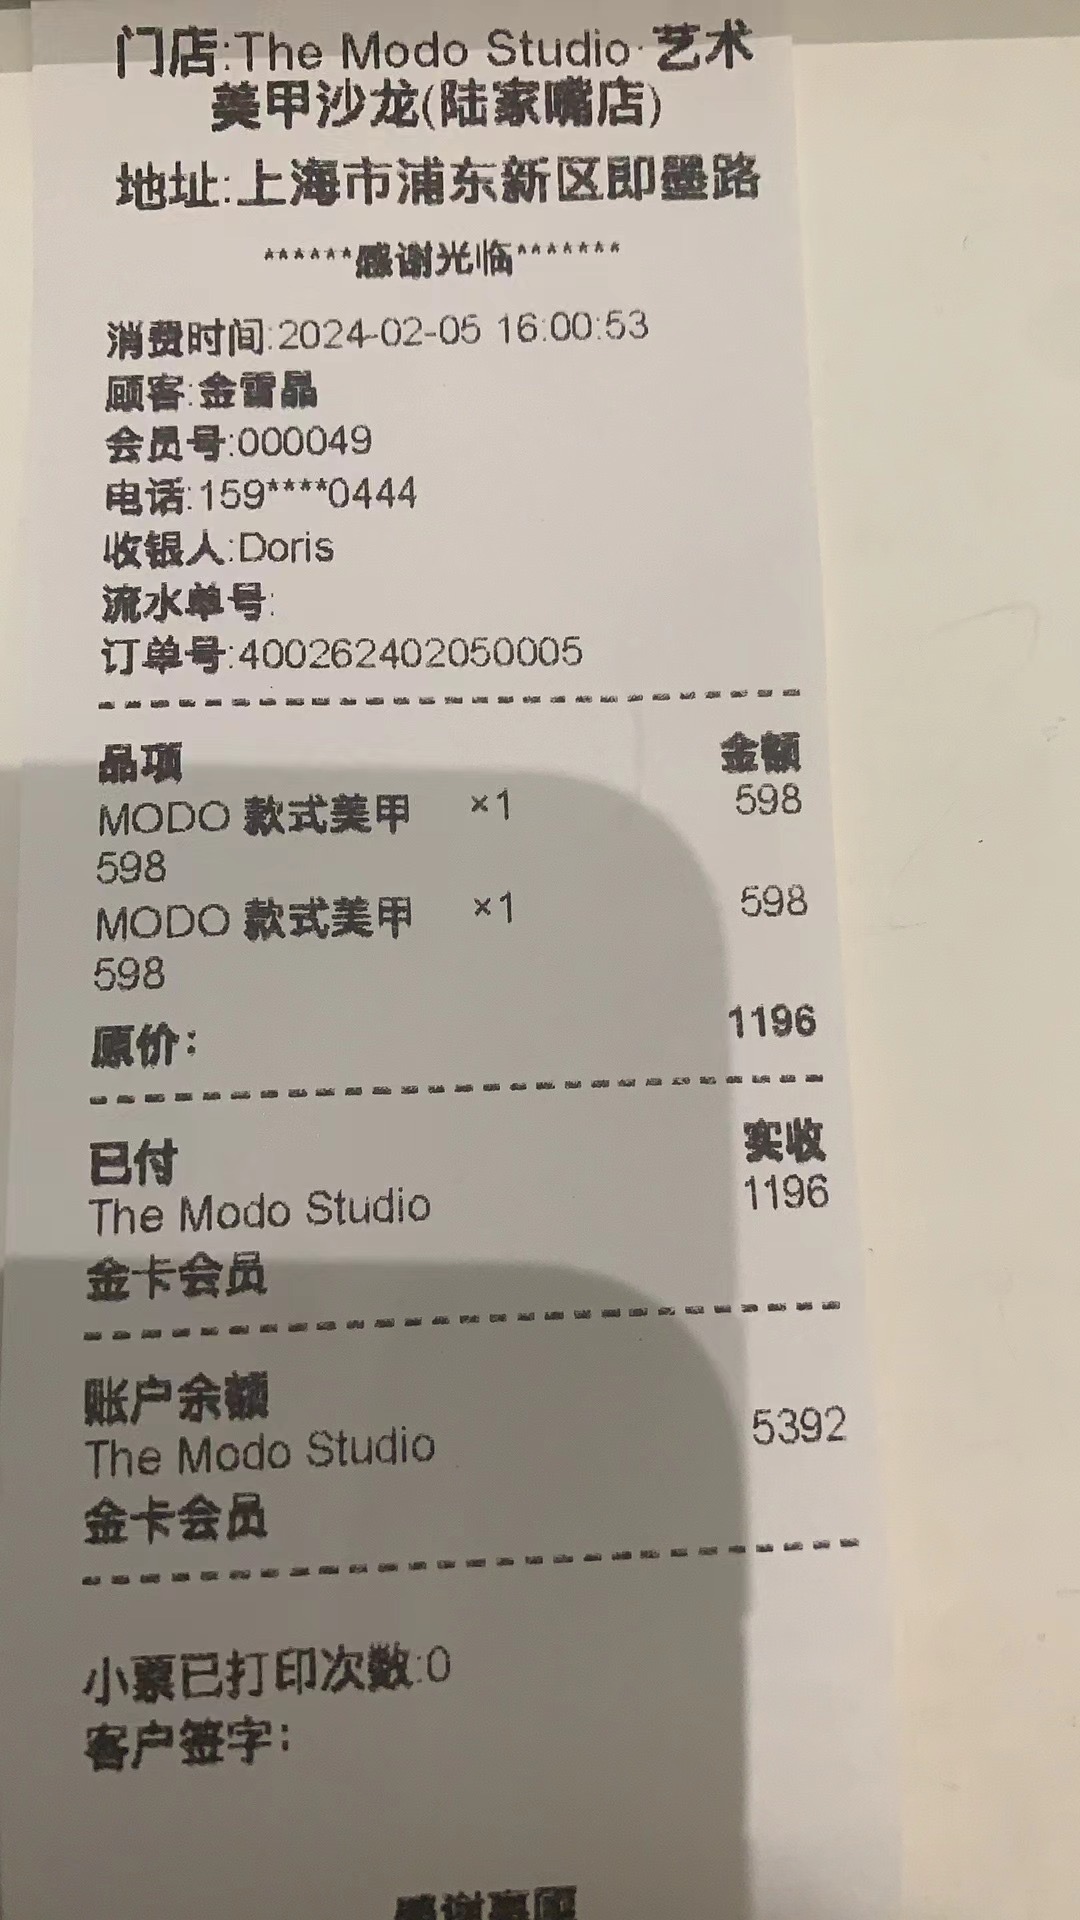 门店:The Modo Studio·艺术
美甲沙龙(陆家嘴店)
地址:上海市浦东新区即墨路
******感谢光临*******
消费时间:2024-02-05 16:00:53
顾客:金雷晶
会员号:000049
电话:159****0444
收银人:Doris
流水单号:
订单号:400262402050005
品项 金额
MODO 款式美甲 ×1 598
598
MODO 款式美甲 ×1 598
598
原价: 1196
已付 实收
The Modo Studio 1196
金卡会员
账户余额
The Modo Studio 5392
金卡会员
小票已打印次数:0
客户签字:
感谢惠顾